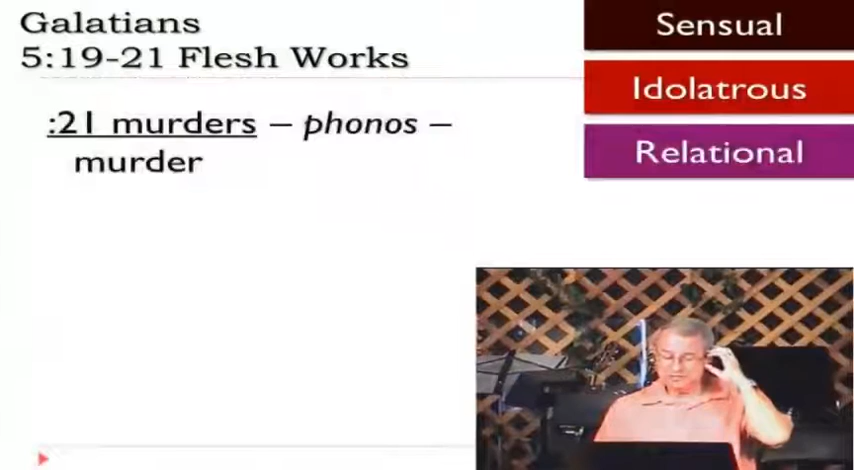 Galatians
5:19-21 Flesh Works
:21 murders – phonos –
murder
Sensual
Idolatrous
Relational